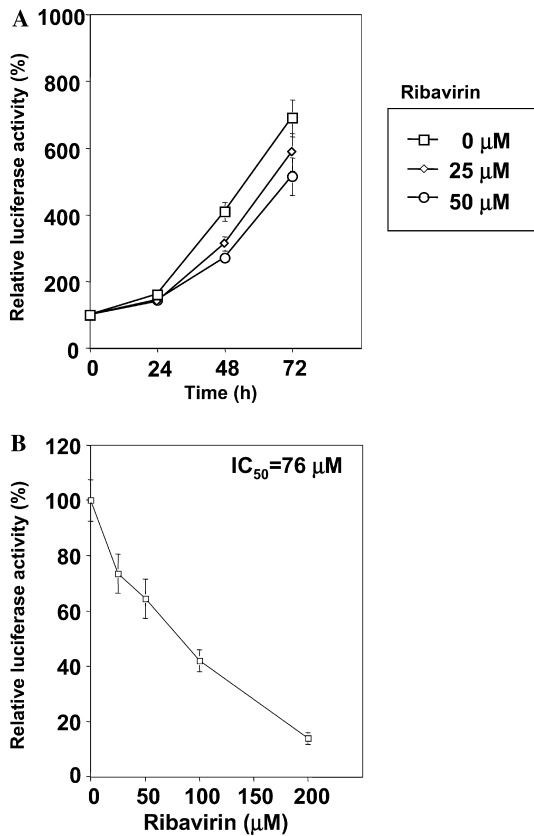 A
Relative luciferase activity (%)
1000
800
600
400
200
0
0 24 48 72
Time (h)
Ribavirin
0 μM
25 μM
50 μM
B
Relative luciferase activity (%)
120
100
80
60
40
20
0
IC50=76 μM
0 50 100 150 200
Ribavirin (μM)